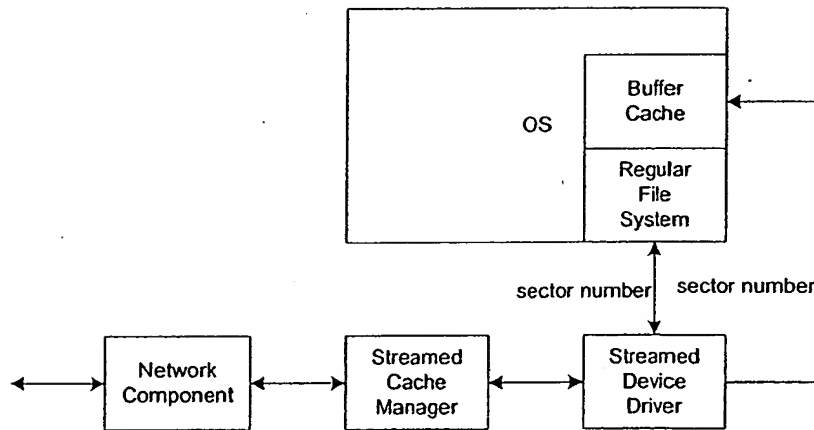 Buffer
Cache
OS
Regular
File
System
sector number
sector number
Network
Component
Streamed
Cache
Manager
Streamed
Device
Driver